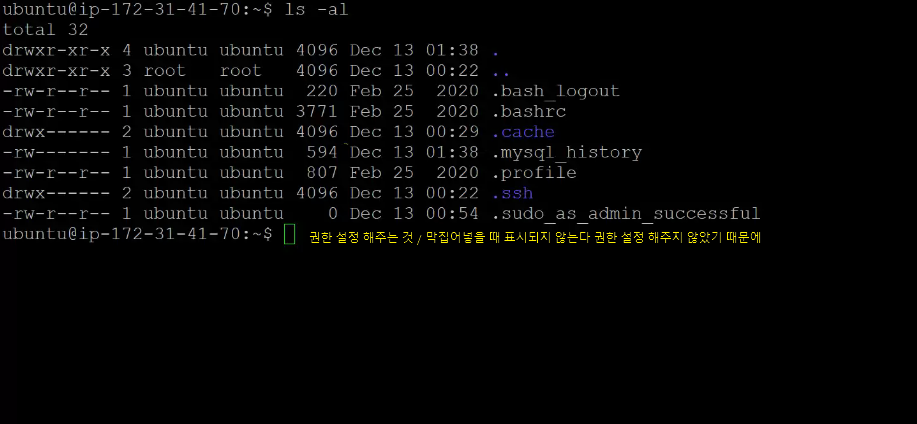 ubuntu@ip-172-31-41-70:~$ ls -al
total 32
drwxr-xr-x 4 ubuntu ubuntu 4096 Dec 13 01:38 .
drwxr-xr-x 3 root   root   4096 Dec 13 00:22 ..
-rw-r--r-- 1 ubuntu ubuntu  220 Feb 25  2020 .bash_logout
-rw-r--r-- 1 ubuntu ubuntu 3771 Feb 25  2020 .bashrc
drwx------ 2 ubuntu ubuntu 4096 Dec 13 00:29 .cache
-rw------- 1 ubuntu ubuntu  594 Dec 13 01:38 .mysql_history
-rw-r--r-- 1 ubuntu ubuntu  807 Feb 25  2020 .profile
drwx------ 2 ubuntu ubuntu 4096 Dec 13 00:22 .ssh
-rw-r--r-- 1 ubuntu ubuntu    0 Dec 13 00:54 .sudo_as_admin_successful
ubuntu@ip-172-31-41-70:~$ 권한 설정 해주는 것 / 막집어넣을 때 표시되지 않는다 권한 설정 해주지 않았기 때문에